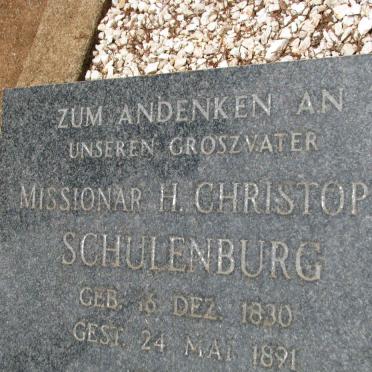 ZUM ANDENKEN AN
UNSEREN GROSZVATER
MISSIONAR H. CHRISTOP
SCHULENBURG
GEB. 16 DEZ. 1830
GEST. 24 MAI 1891